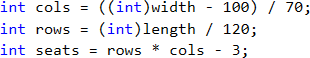 int cols = ((int)width - 100) / 70;
int rows = (int)length / 120;
int seats = rows * cols - 3;